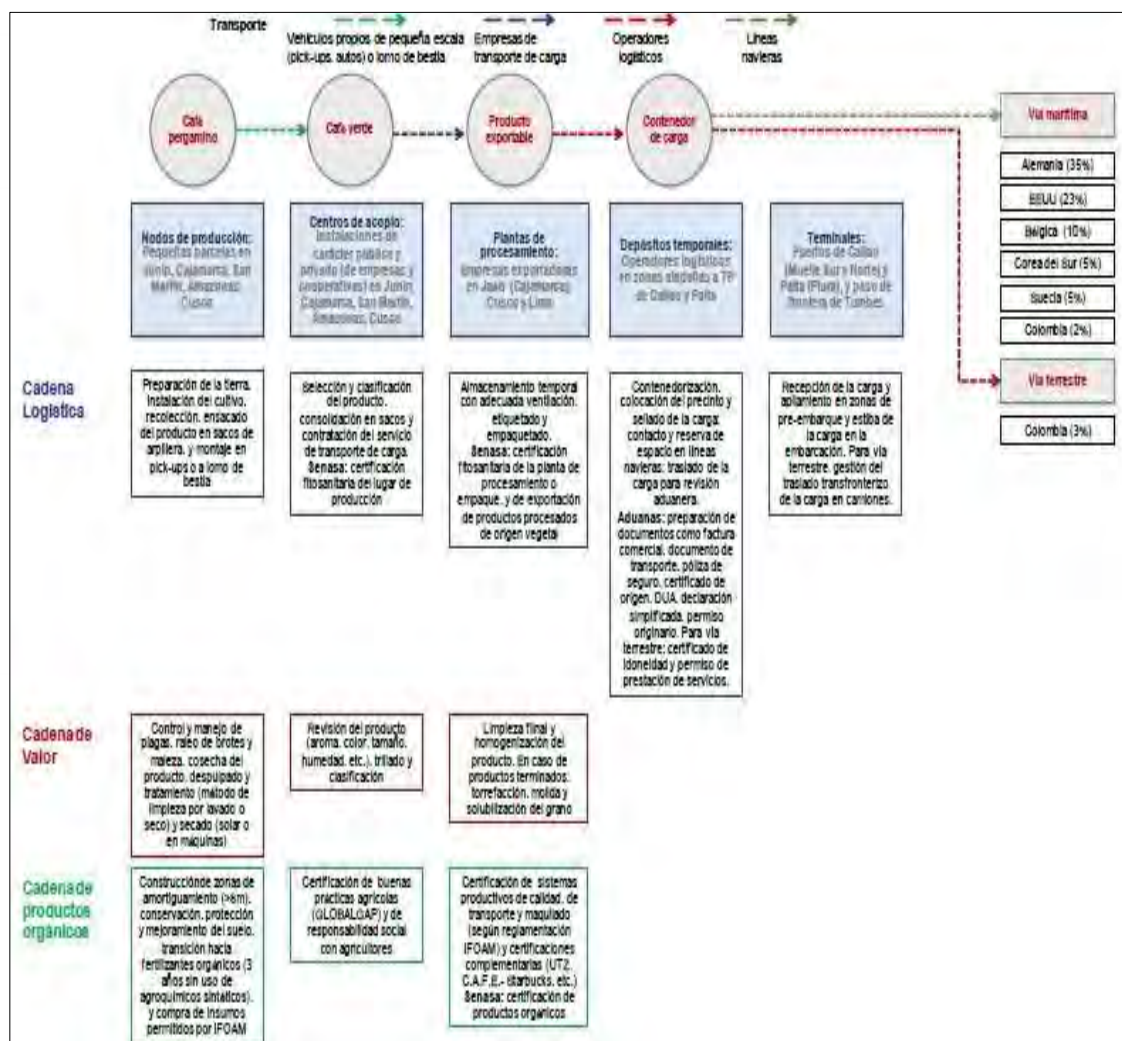 Transporte
Vehículos propios de pequeña escala
(pick-ups, autos) o lomo de bestia
Empresas de
transporte de carga
Operadores
logísticos
Líneas
navieras
Café
pergamino
Café verde
Producto
exportable
Contenedor
de carga
Vía marítima
Alemania (35%)
EEUU (23%)
Bélgica (10%)
Corea del Sur (5%)
Suecia (5%)
Colombia (2%)
Vía terrestre
Colombia (3%)
Nodos de producción:
Pequeñas parcelas en
Junín, Cajamarca, San
Martín, Amazonas,
Cusco
Centros de acopio:
Instalaciones de
carácter público y
privado (de empresas y
cooperativas) en Junín,
Cajamarca, San Martín,
Amazonas, Cusco
Plantas de
procesamiento:
Empresas exportadoras
en Jaén (Cajamarca),
Cusco y Lima
Depósitos temporales:
Operadores logísticos
en zonas aledañas a TP
de Callao y Paita
Terminales:
Puertos de Callao
(Muelle Sur y Norte) y
Paita (Piura), y paso de
frontera de Tumbes
Cadena
Logística
Preparación de la tierra,
instalación del cultivo,
recolección, ensacado
del producto en sacos de
arpillera, y montaje en
pick-ups o a lomo de
bestia
Selección y clasificación
del producto,
consolidación en sacos y
contratación del servicio
de transporte de carga.
Senasa: certificación
fitosanitaria del lugar de
producción
Almacenamiento temporal
con adecuada ventilación,
etiquetado y
empaquetado.
Senasa: certificación
fitosanitaria de la planta de
procesamiento o
empaque, y de exportación
de productos procesados
de origen vegetal
Contenedorización,
colocación del precinto y
sellado de la carga;
contacto y reserva de
espacio en líneas
navieras; traslado de la
carga para revisión
aduanera.
Aduanas: preparación de
documentos como factura
comercial, documento de
transporte, póliza de
seguro, certificado de
origen, DUA, declaración
simplificada, permiso
originario. Para vía
terrestre: certificado de
idoneidad y permiso de
prestación de servicios.
Recepción de la carga y
apilamiento en zonas de
pre-embarque y estiba de
la carga en la
embarcación. Para vía
terrestre, gestión del
traslado transfronterizo
de la carga en camiones.
Cadena de
Valor
Control y manejo de
plagas, raleo de brotes y
maleza, cosecha del
producto, despulpado y
tratamiento (método de
limpieza por lavado o
seco) y secado (solar o
en máquinas)
Revisión del producto
(aroma, color, tamaño,
humedad, etc.), trillado y
clasificación
Limpieza final y
homogenización del
producto. En caso de
productos terminados:
torrefacción, molida y
solubilización del grano
Cadena de
productos
orgánicos
Construcción de zonas de
amortiguamiento (>8m),
conservación, protección
y mejoramiento del suelo,
transición hacia
fertilizantes orgánicos (3
años sin uso de
agroquímicos sintéticos),
y compra de insumos
permitidos por IFOAM
Certificación de buenas
prácticas agrícolas
(GLOBALGAP) y de
responsabilidad social
con agricultores
Certificación de sistemas
productivos de calidad, de
transporte y maquilado
(según reglamentación
IFOAM) y certificaciones
complementarias (UTZ,
C.A.F.E.- Starbucks, etc.)
Senasa: certificación de
productos orgánicos